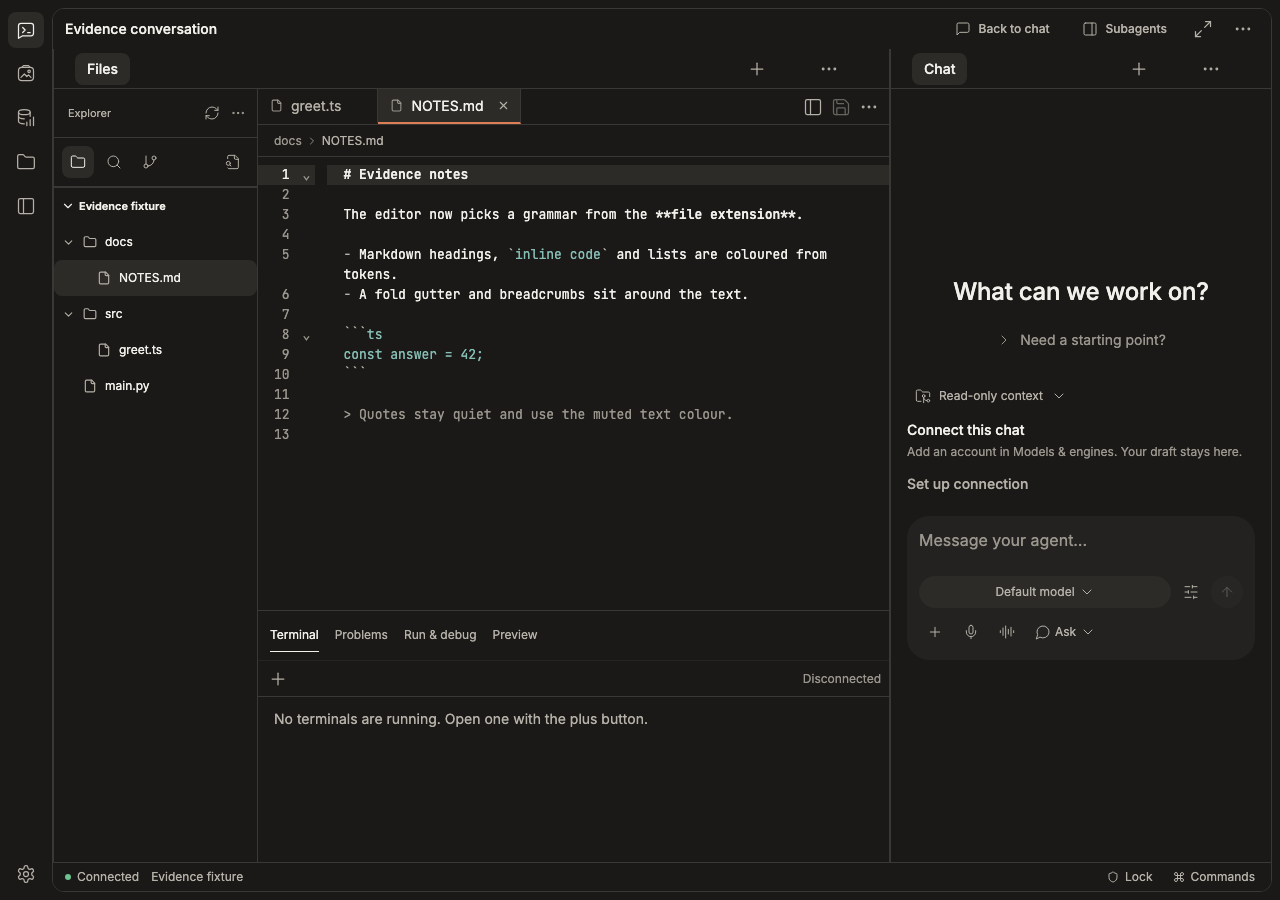 Evidence conversation
Back to chat
Subagents
Files
Chat
Explorer
greet.ts
NOTES.md
docs > NOTES.md
Evidence fixture
docs
NOTES.md
src
greet.ts
main.py
1 # Evidence notes
2
3 The editor now picks a grammar from the **file extension**.
4
5 - Markdown headings, `inline code` and lists are coloured from
tokens.
6 - A fold gutter and breadcrumbs sit around the text.
7
8 ```ts
9 const answer = 42;
10 ```
11
12 > Quotes stay quiet and use the muted text colour.
13
Terminal
Problems
Run & debug
Preview
Disconnected
No terminals are running. Open one with the plus button.
What can we work on?
Need a starting point?
Read-only context
Connect this chat
Add an account in Models & engines. Your draft stays here.
Set up connection
Message your agent...
Default model
Ask
Connected
Evidence fixture
Lock
⌘ Commands